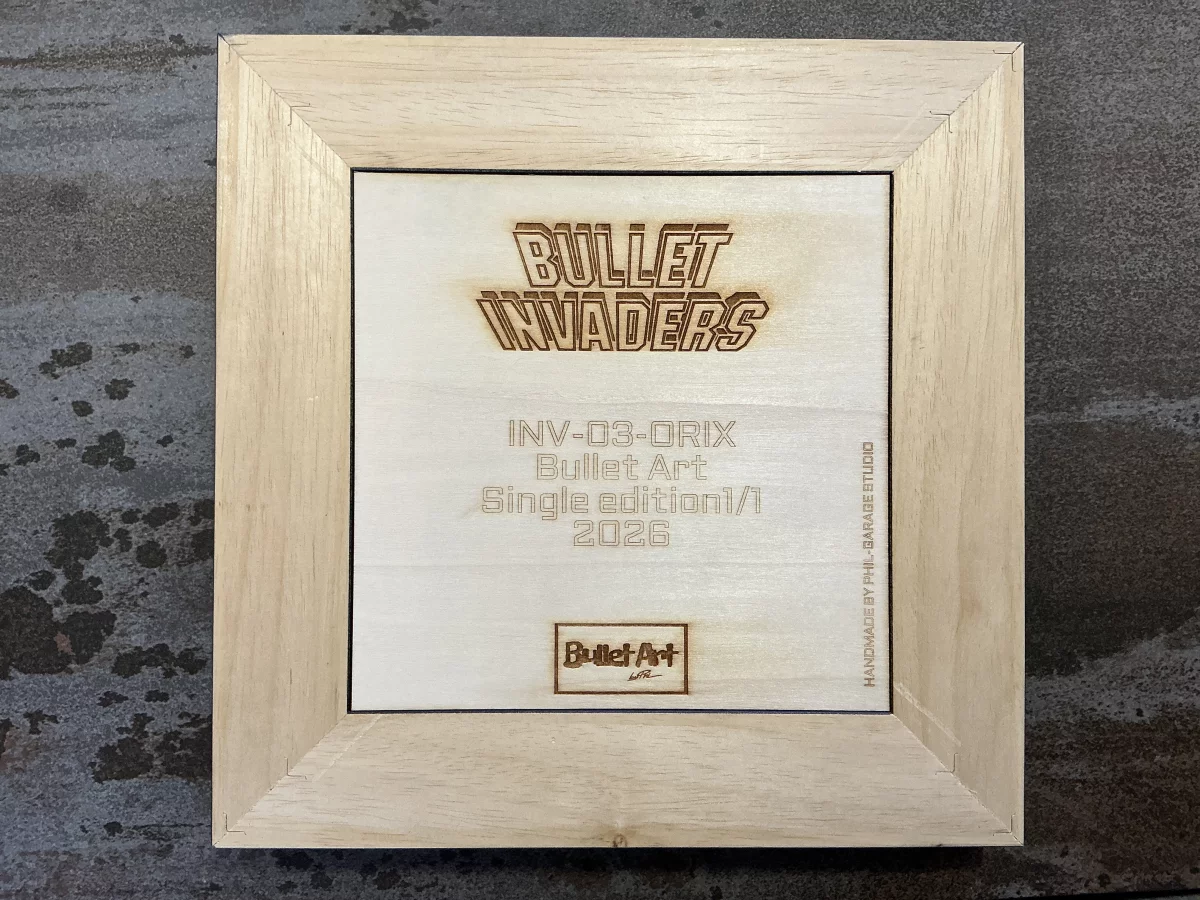 BULLET
INVADERS
INV-03-ORIX
Bullet Art
Single edition1/1
2026
HANDMADE BY PHIL-GARAGE STUDIO
Bullet Art